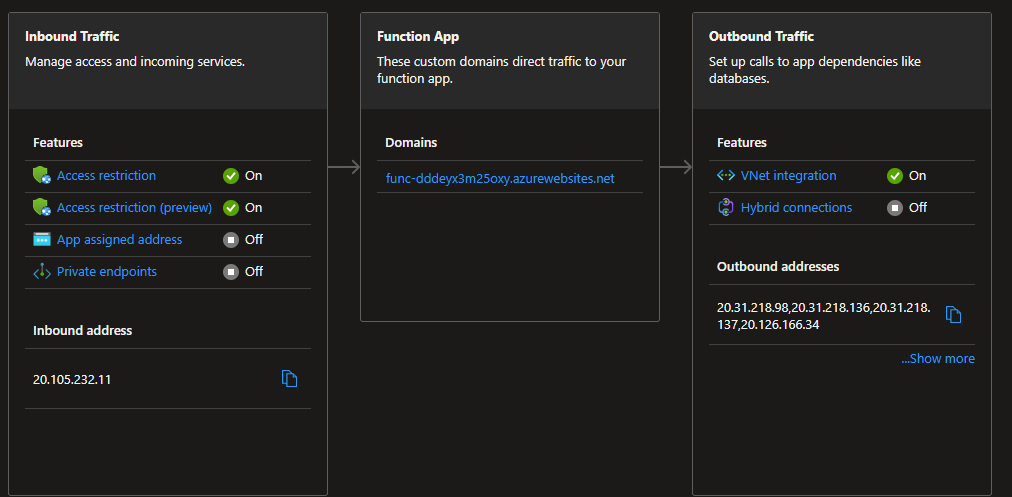 Inbound Traffic
Manage access and incoming services.
Features
Access restriction On
Access restriction (preview) On
App assigned address Off
Private endpoints Off
Inbound address
20.105.232.11
Function App
These custom domains direct traffic to your
function app.
Domains
func-dddeyx3m25oxy.azurewebsites.net
Outbound Traffic
Set up calls to app dependencies like
databases.
Features
VNet integration On
Hybrid connections Off
Outbound addresses
20.31.218.98,20.31.218.136,20.31.218.
137,20.126.166.34
...Show more